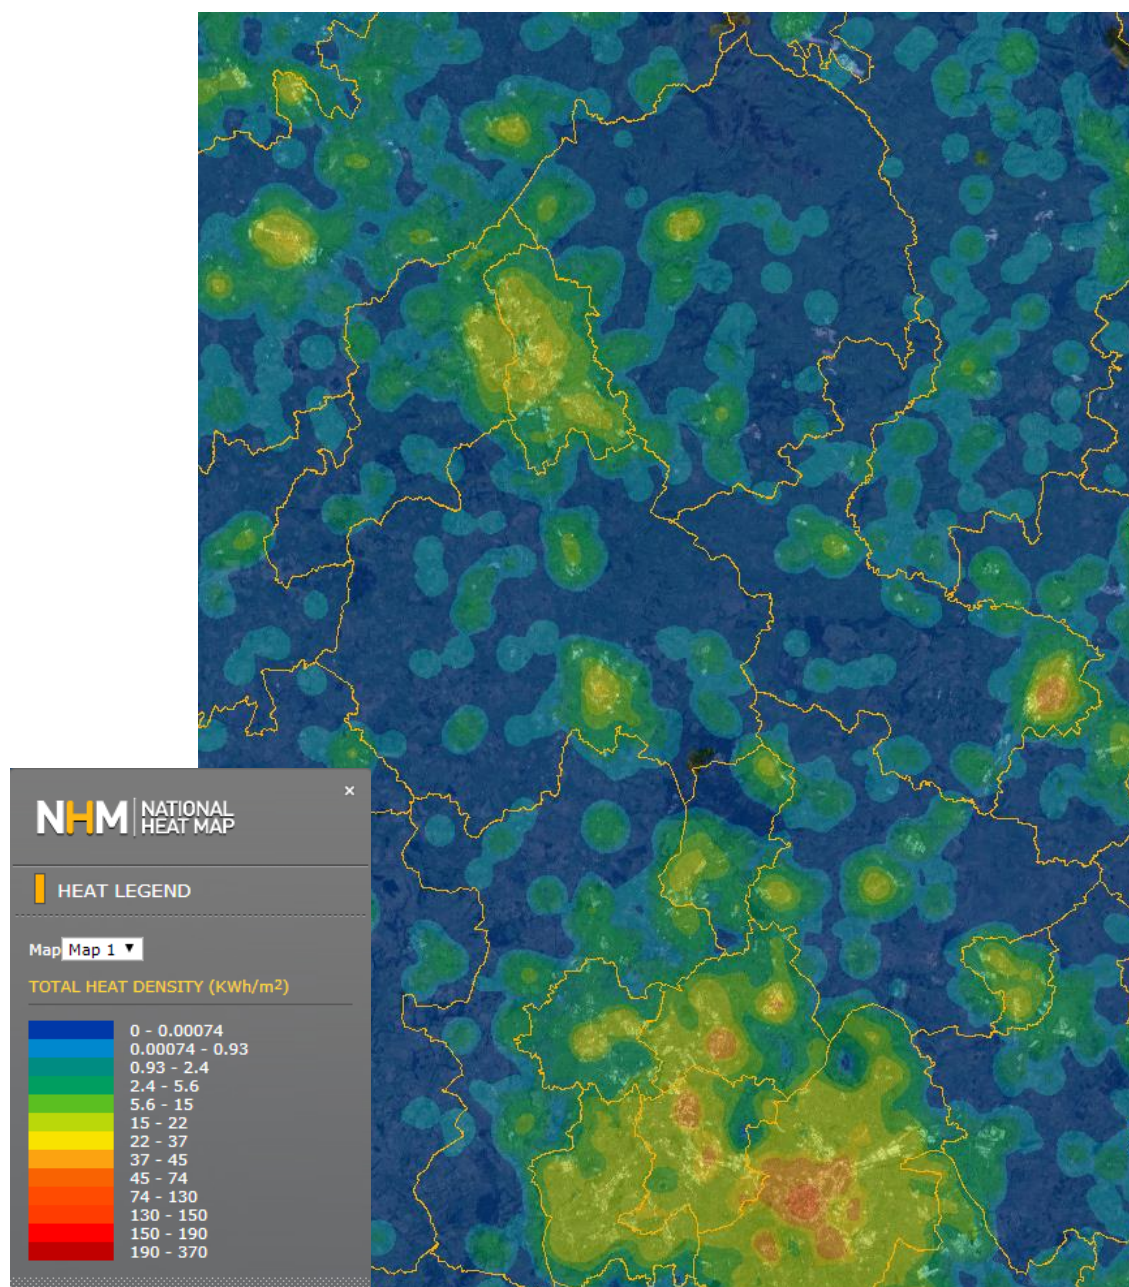 ×
NHM NATIONAL
HEAT MAP
HEAT LEGEND
Map Map 1 ▼
TOTAL HEAT DENSITY (KWh/m²)
0 - 0.00074
0.00074 - 0.93
0.93 - 2.4
2.4 - 5.6
5.6 - 15
15 - 22
22 - 37
37 - 45
45 - 74
74 - 130
130 - 150
150 - 190
190 - 370